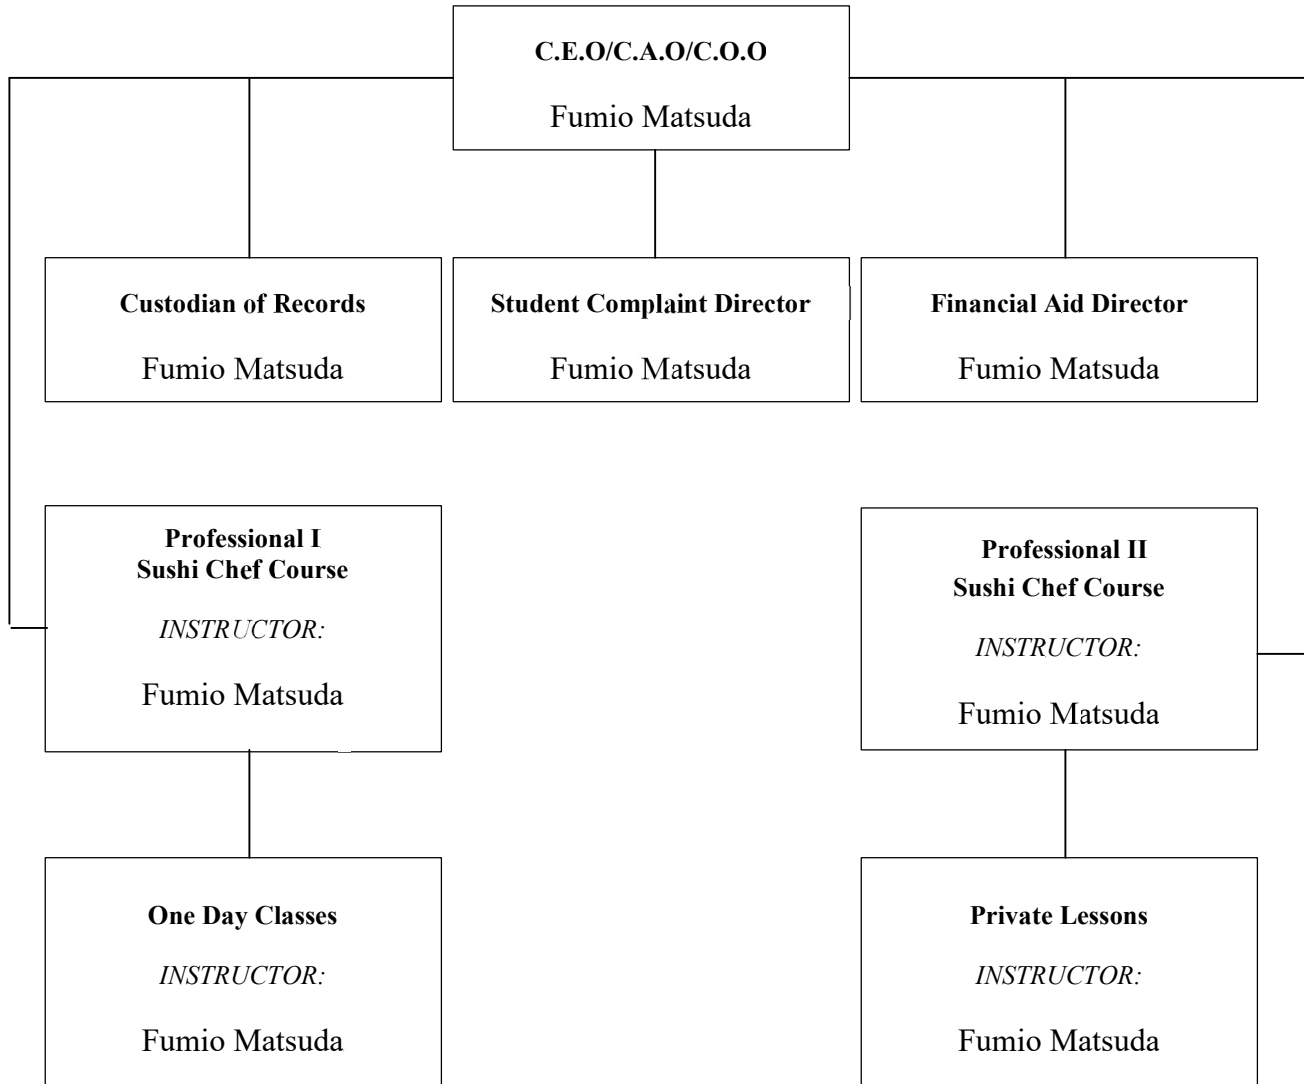 C.E.O/C.A.O/C.O.O
Fumio Matsuda
Custodian of Records
Fumio Matsuda
Student Complaint Director
Fumio Matsuda
Financial Aid Director
Fumio Matsuda
Professional I
Sushi Chef Course
INSTRUCTOR:
Fumio Matsuda
Professional II
Sushi Chef Course
INSTRUCTOR:
Fumio Matsuda
One Day Classes
INSTRUCTOR:
Fumio Matsuda
Private Lessons
INSTRUCTOR:
Fumio Matsuda